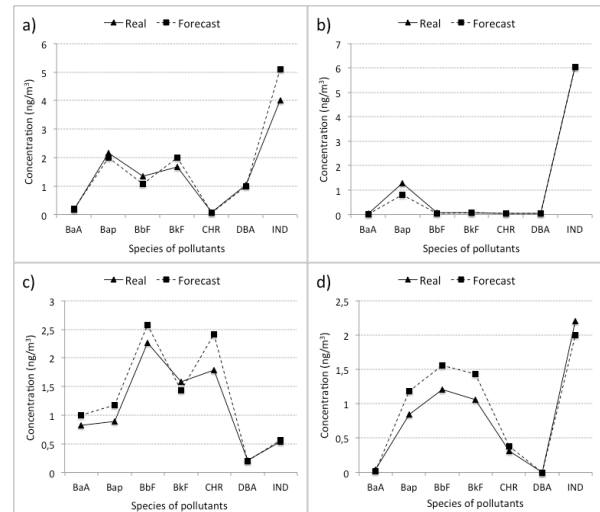 a)
Real Forecast
Concentration (ng/m³)
6
5
4
3
2
1
0
BaA Bap BbF BkF CHR DBA IND
Species of pollutants
b)
Real Forecast
Concentration (ng/m³)
7
6
5
4
3
2
1
0
BaA Bap BbF BkF CHR DBA IND
Species of pollutants
c)
Real Forecast
Concentration (ng/m³)
3
2,5
2
1,5
1
0,5
0
BaA Bap BbF BkF CHR DBA IND
Species of pollutants
d)
Real Forecast
Concentration (ng/m³)
2,5
2
1,5
1
0,5
0
BaA Bap BbF BkF CHR DBA IND
Species of pollutants